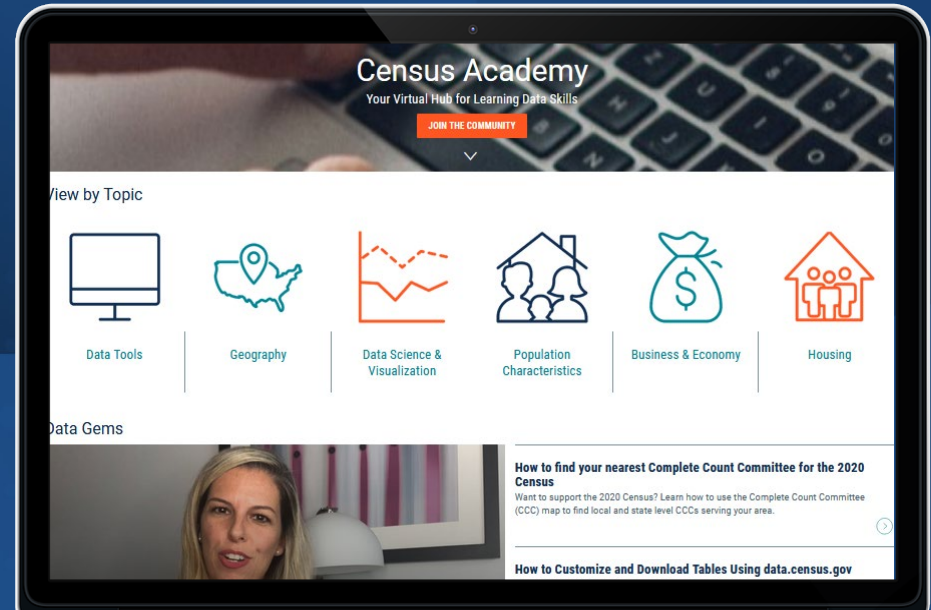 Census Academy
Your Virtual Hub for Learning Data Skills
JOIN THE COMMUNITY
View by Topic
Data Tools
Geography
Data Science &
Visualization
Population
Characteristics
Business & Economy
Housing
$
Data Gems
How to find your nearest Complete Count Committee for the 2020
Census
Want to support the 2020 Census? Learn how to use the Complete Count Committee
(CCC) map to find local and state level CCCs serving your area.
How to Customize and Download Tables Using data.census.gov